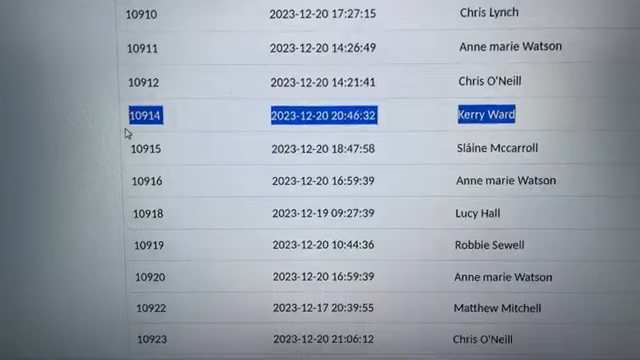 10910 2023-12-20 17:27:15 Chris Lynch
10911 2023-12-20 14:26:49 Anne marie Watson
10912 2023-12-20 14:21:41 Chris O'Neill
10914 2023-12-20 20:46:32 Kerry Ward
10915 2023-12-20 18:47:58 Sláine Mccarroll
10916 2023-12-20 16:59:39 Anne marie Watson
10918 2023-12-19 09:27:39 Lucy Hall
10919 2023-12-20 10:44:36 Robbie Sewell
10920 2023-12-20 16:59:39 Anne marie Watson
10922 2023-12-17 20:39:55 Matthew Mitchell
10923 2023-12-20 21:06:12 Chris O'Neill